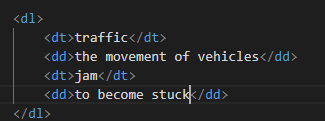 <dl>
    <dt>traffic</dt>
    <dd>the movement of vehicles</dd>
    <dt>jam</dt>
    <dd>to become stuck</dd>
</dl>